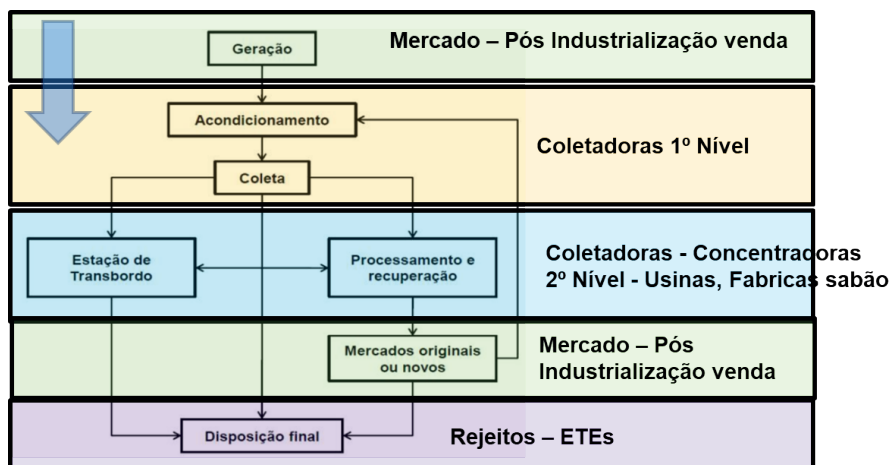 Geração
Mercado – Pós Industrialização venda
Acondicionamento
Coletadoras 1º Nível
Coleta
Estação de
Transbordo
Processamento e
recuperação
Coletadoras - Concentradoras
2º Nível - Usinas, Fabricas sabão
Mercados originais
ou novos
Mercado – Pós
Industrialização venda
Disposição final
Rejeitos – ETEs